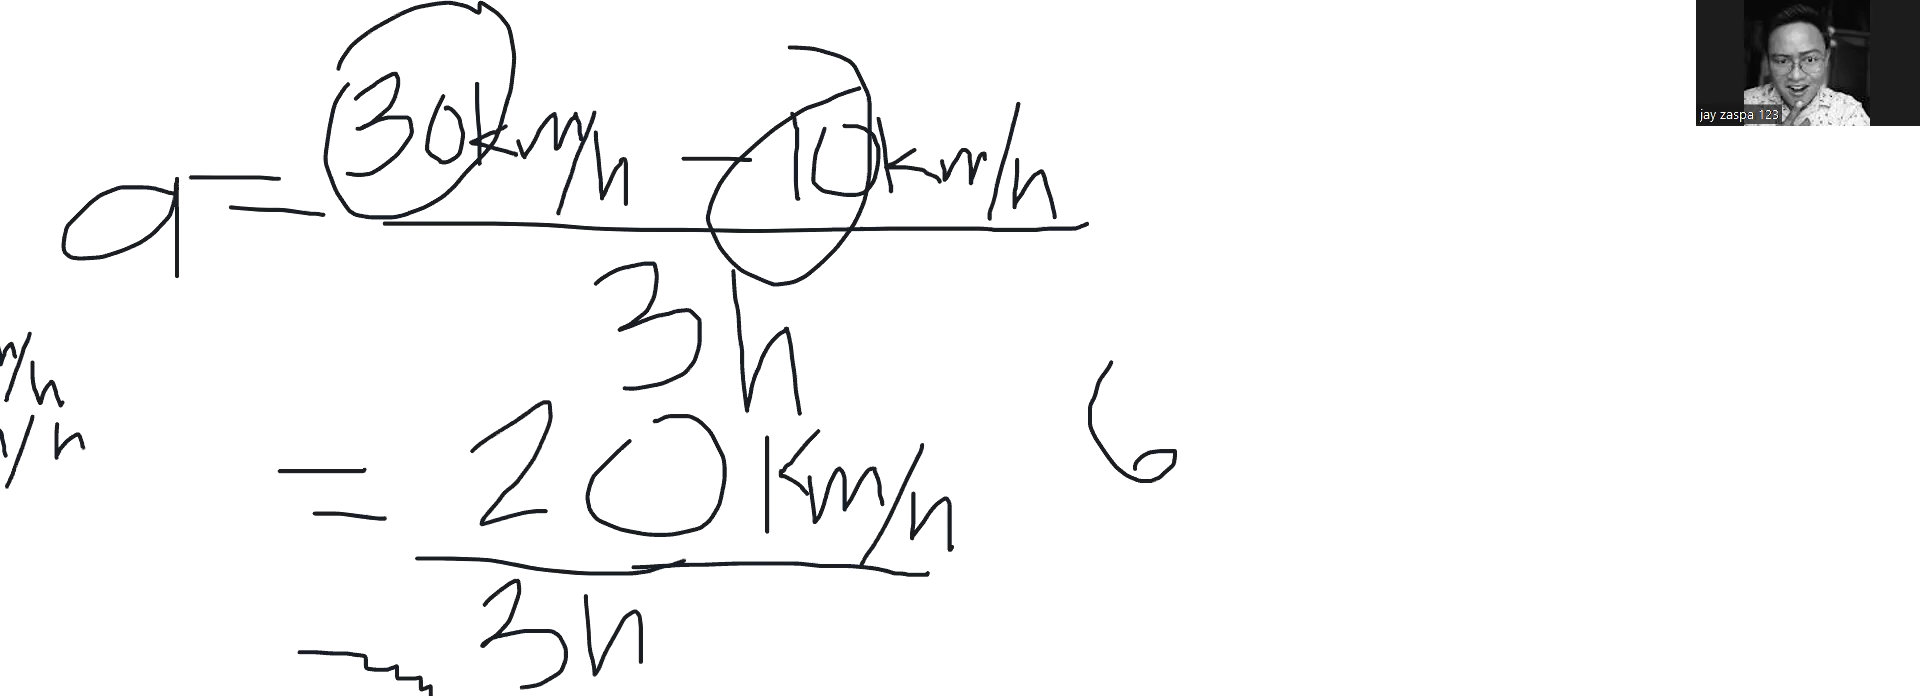 jay zaspa 123
a = 30km/h - 10km/h
3h
m/h
/h
= 20km/h
6
3h